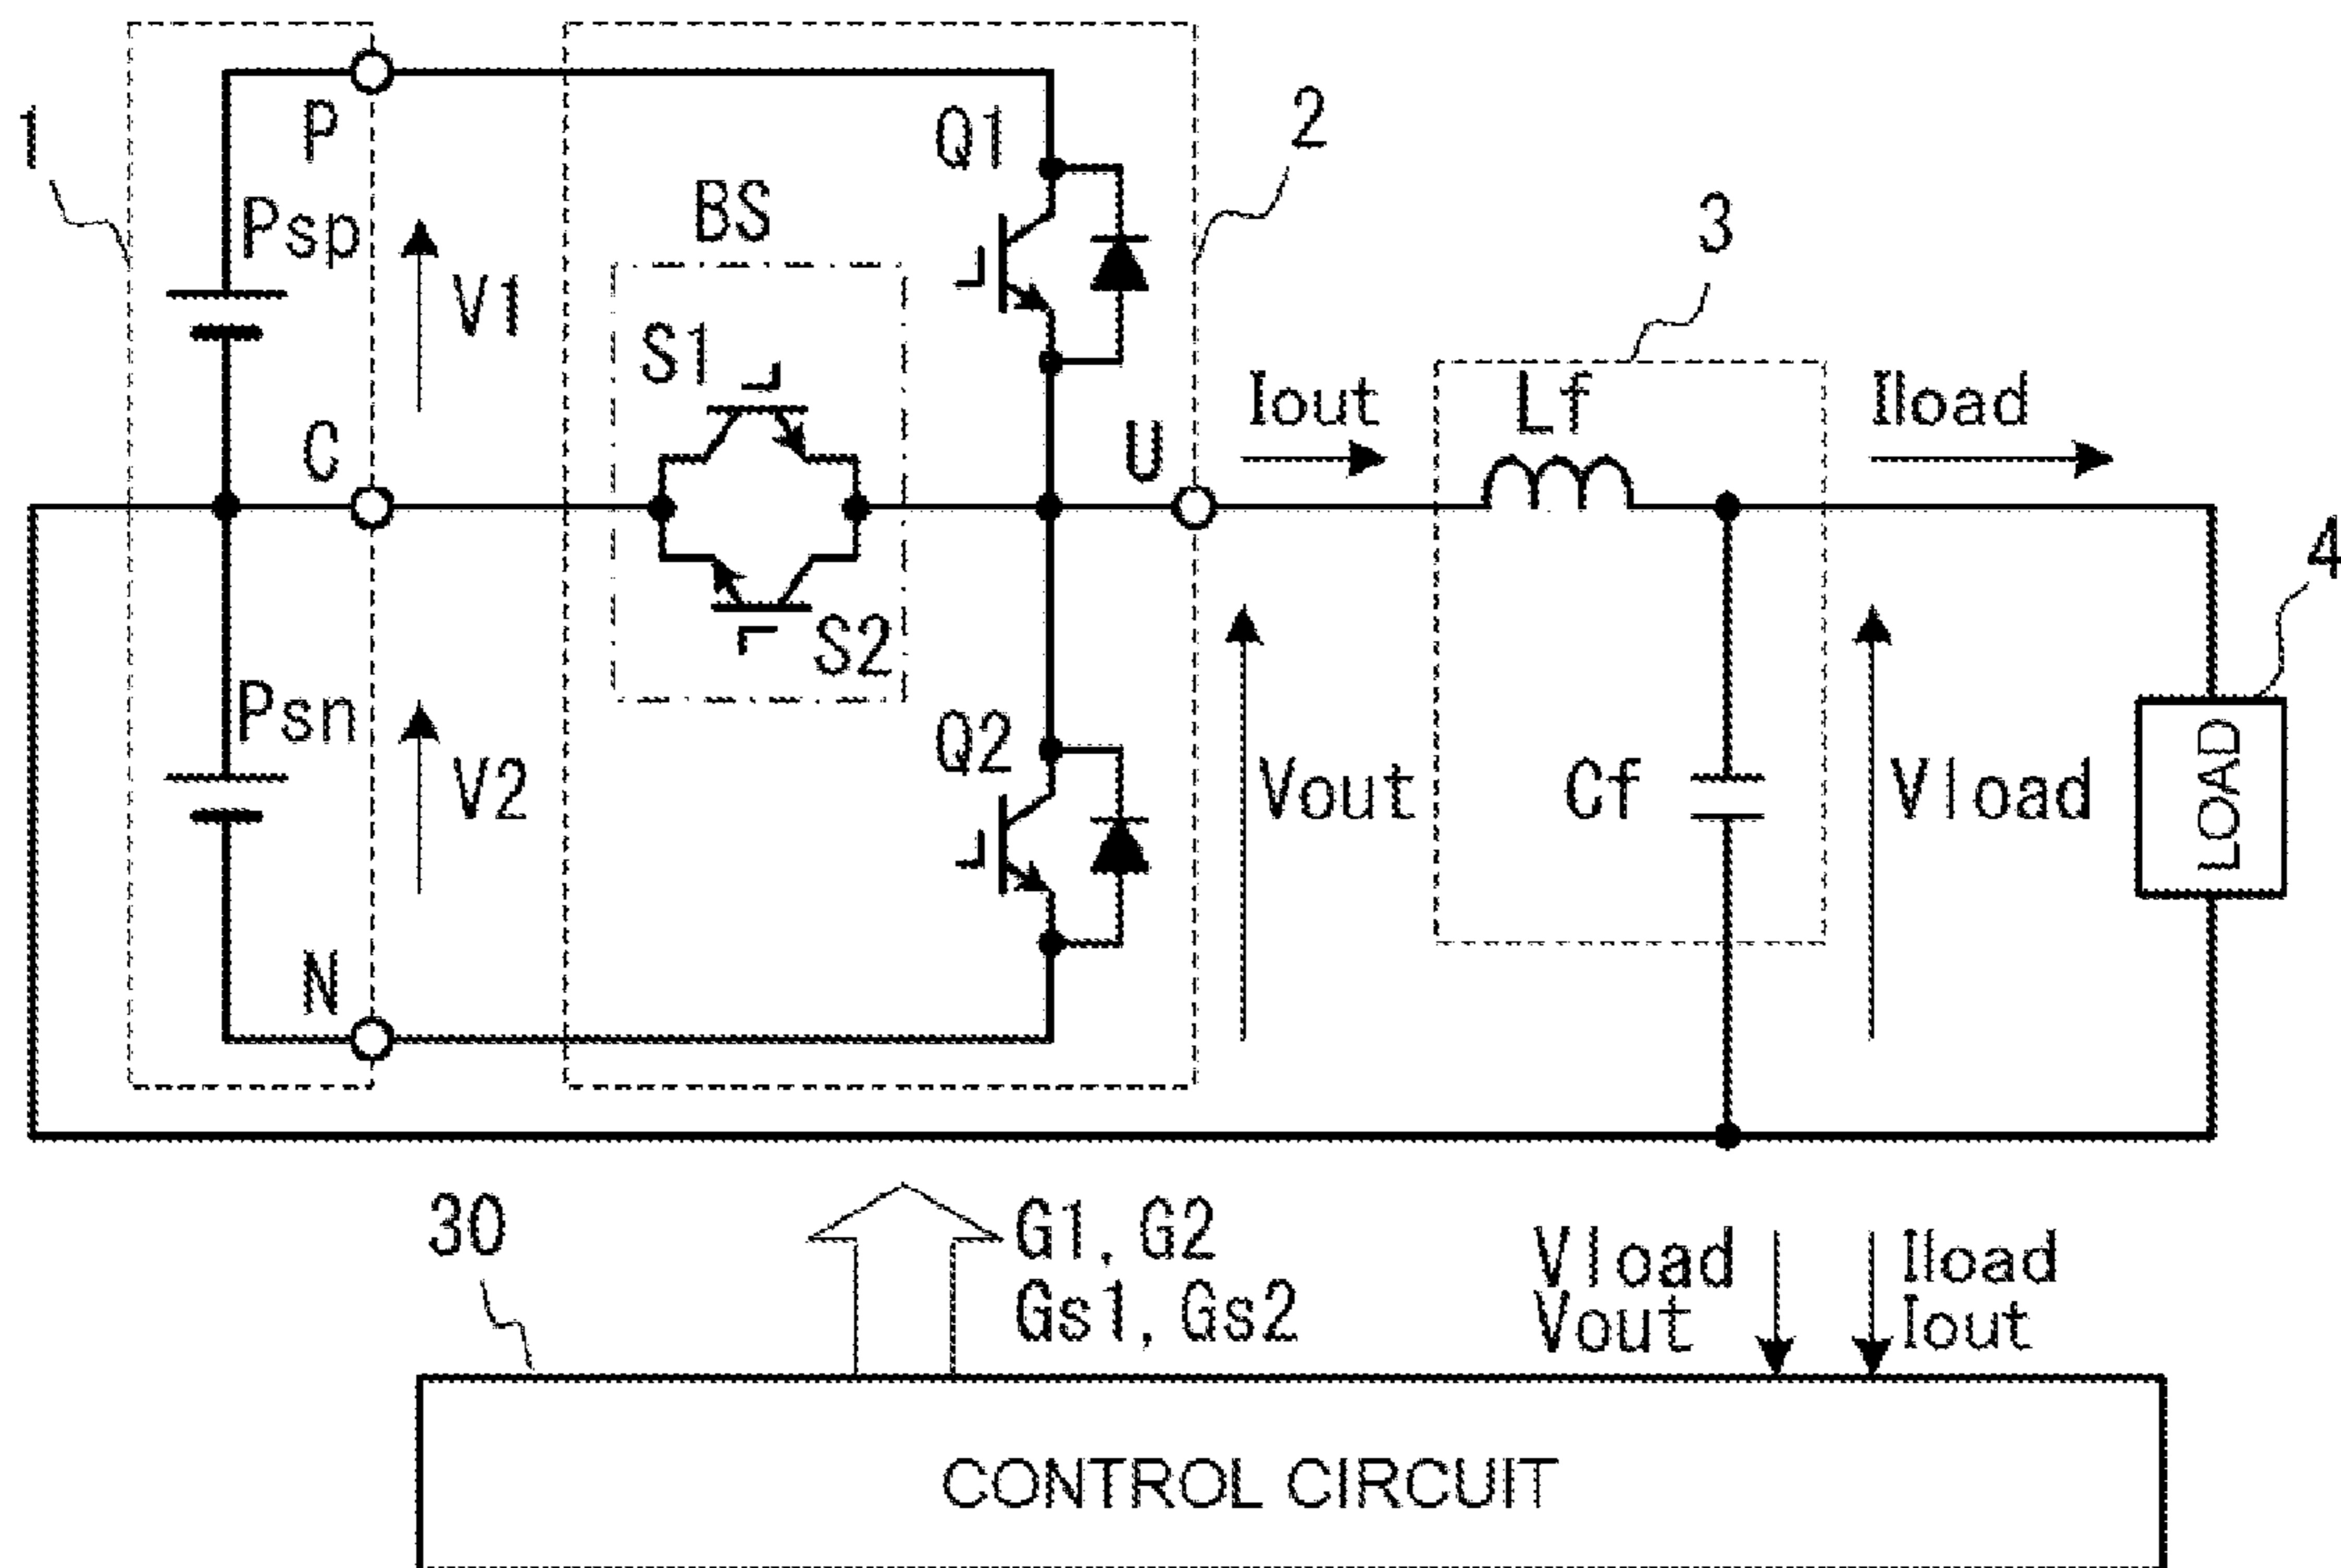 1
P
Q1
2
Psp
BS
3
V1
S1
Iout
Lf
Iload
C
U
4
S2
Psn
Q2
V2
Vout
Cf
Vload
LOAD
N
30
G1, G2
Gs1, Gs2
Vload
Vout
Iload
Iout
CONTROL CIRCUIT